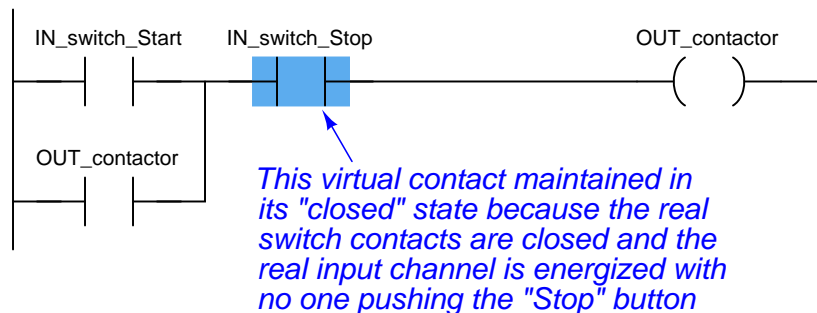 IN_switch_Start IN_switch_Stop OUT_contactor
OUT_contactor
This virtual contact maintained in
its "closed" state because the real
switch contacts are closed and the
real input channel is energized with
no one pushing the "Stop" button